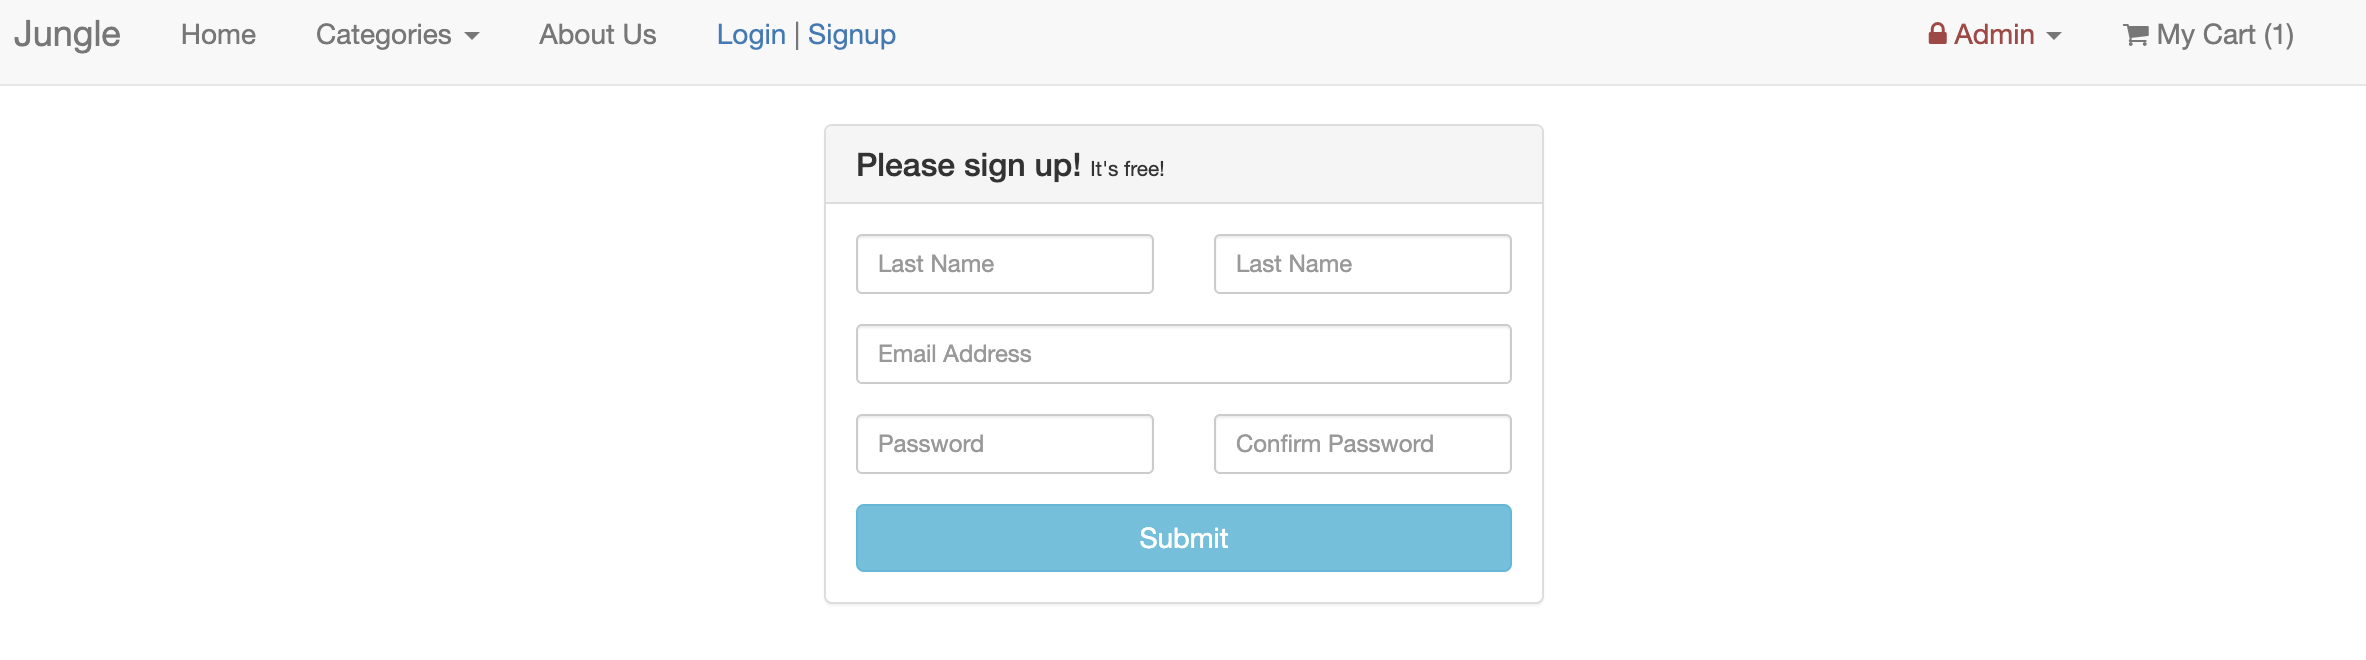 Jungle Home Categories About Us Login | Signup Admin My Cart (1)
Please sign up! It's free!
Last Name Last Name
Email Address
Password Confirm Password
Submit